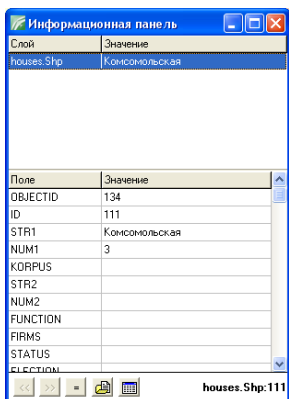 Информационная панель
Слой Значение
houses.Shp Комсомольская
Поле Значение
OBJECTID 134
ID 111
STR1 Комсомольская
NUM1 3
KORPUS
STR2
NUM2
FUNCTION
FIRMS
STATUS
ELECTION
<< >> = houses.Shp:111